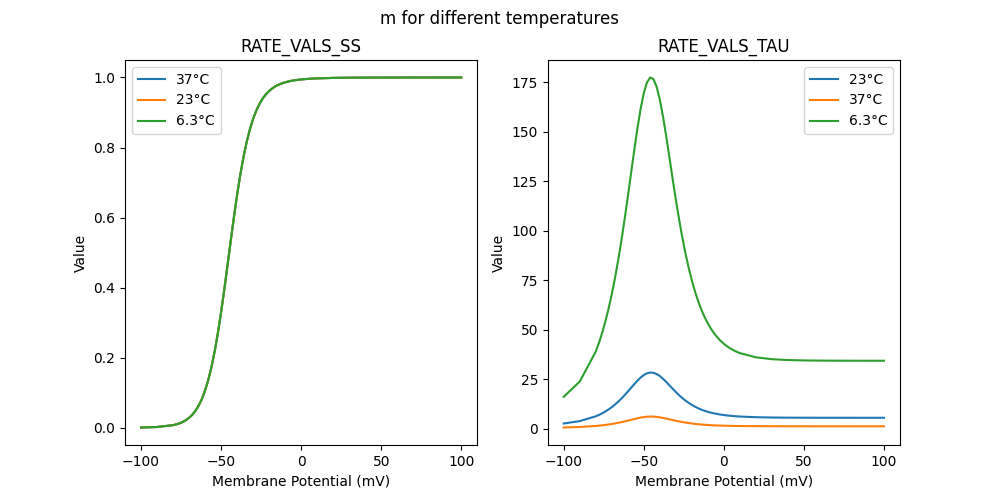 m for different temperatures
RATE_VALS_SS
RATE_VALS_TAU
37°C
23°C
6.3°C
23°C
37°C
6.3°C
1.0
0.8
0.6
0.4
0.2
0.0
Value
−100
−50
0
50
100
Membrane Potential (mV)
175
150
125
100
75
50
25
0
Value
−100
−50
0
50
100
Membrane Potential (mV)